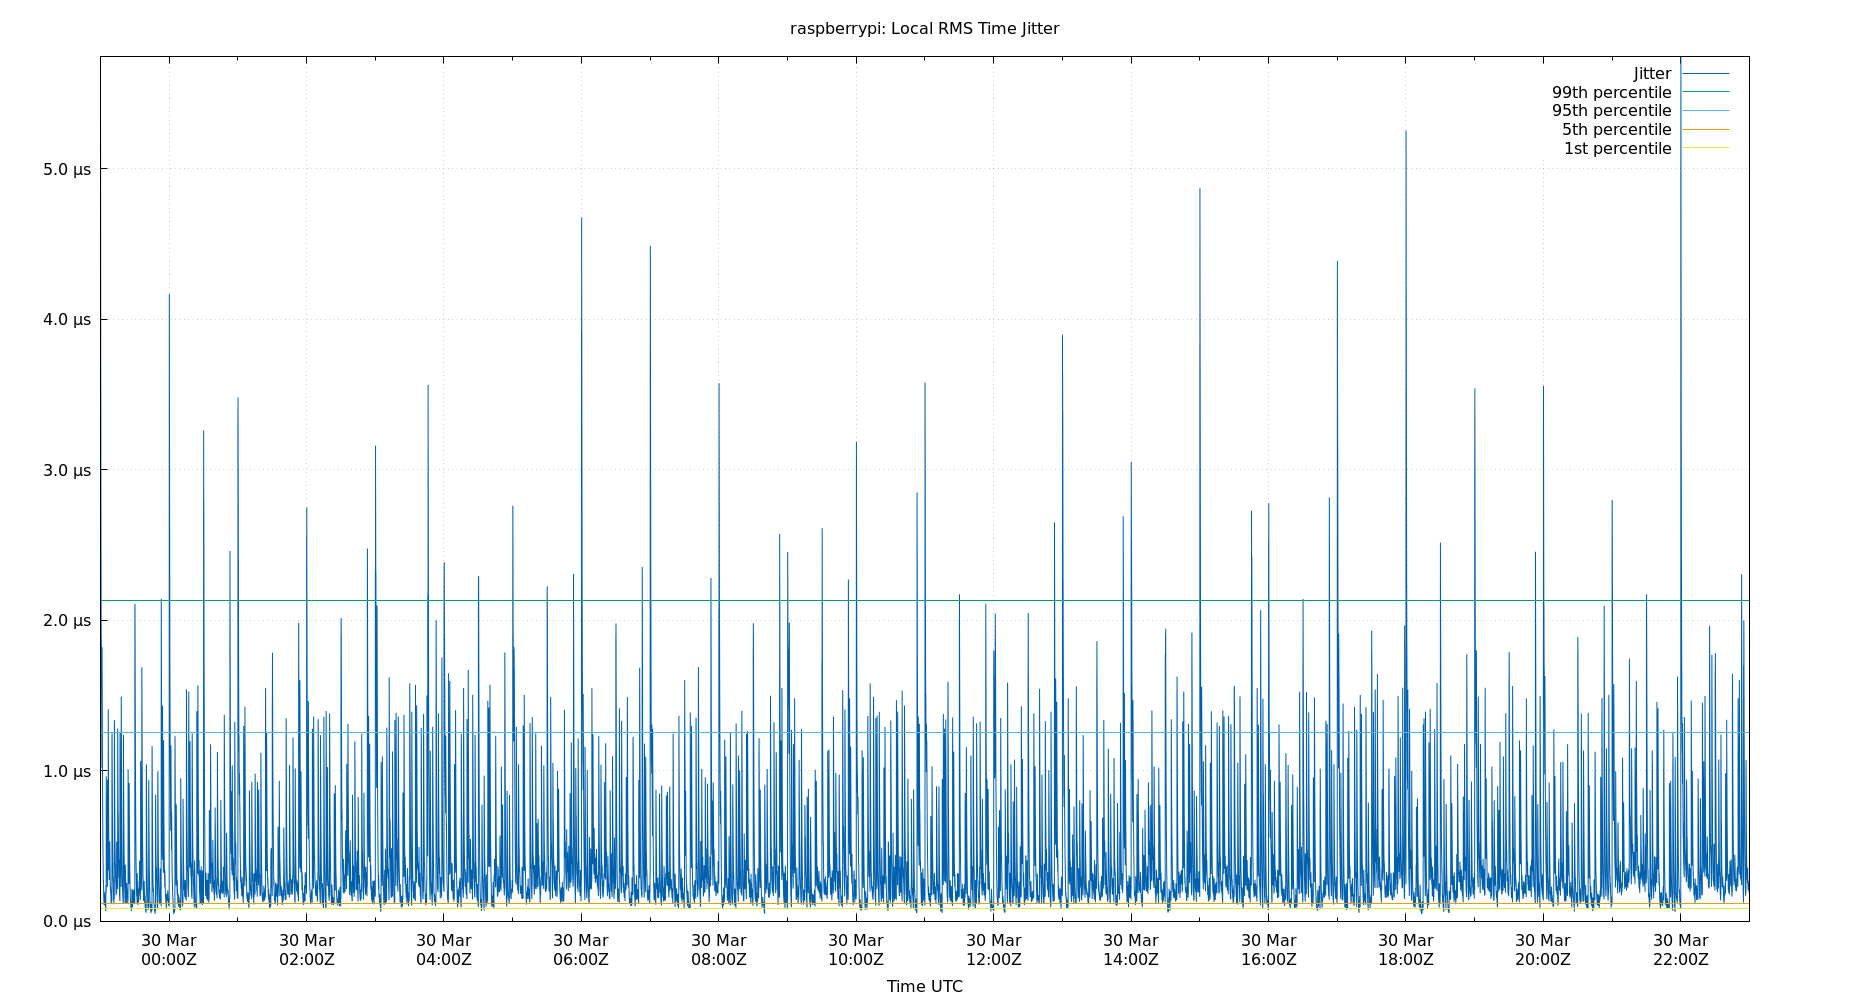 raspberrypi: Local RMS Time Jitter
Jitter
99th percentile
95th percentile
5th percentile
1st percentile
5.0 µs
4.0 µs
3.0 µs
2.0 µs
1.0 µs
0.0 µs
30 Mar 30 Mar 30 Mar 30 Mar 30 Mar 30 Mar 30 Mar 30 Mar 30 Mar 30 Mar 30 Mar 30 Mar
00:00Z 02:00Z 04:00Z 06:00Z 08:00Z 10:00Z 12:00Z 14:00Z 16:00Z 18:00Z 20:00Z 22:00Z
Time UTC